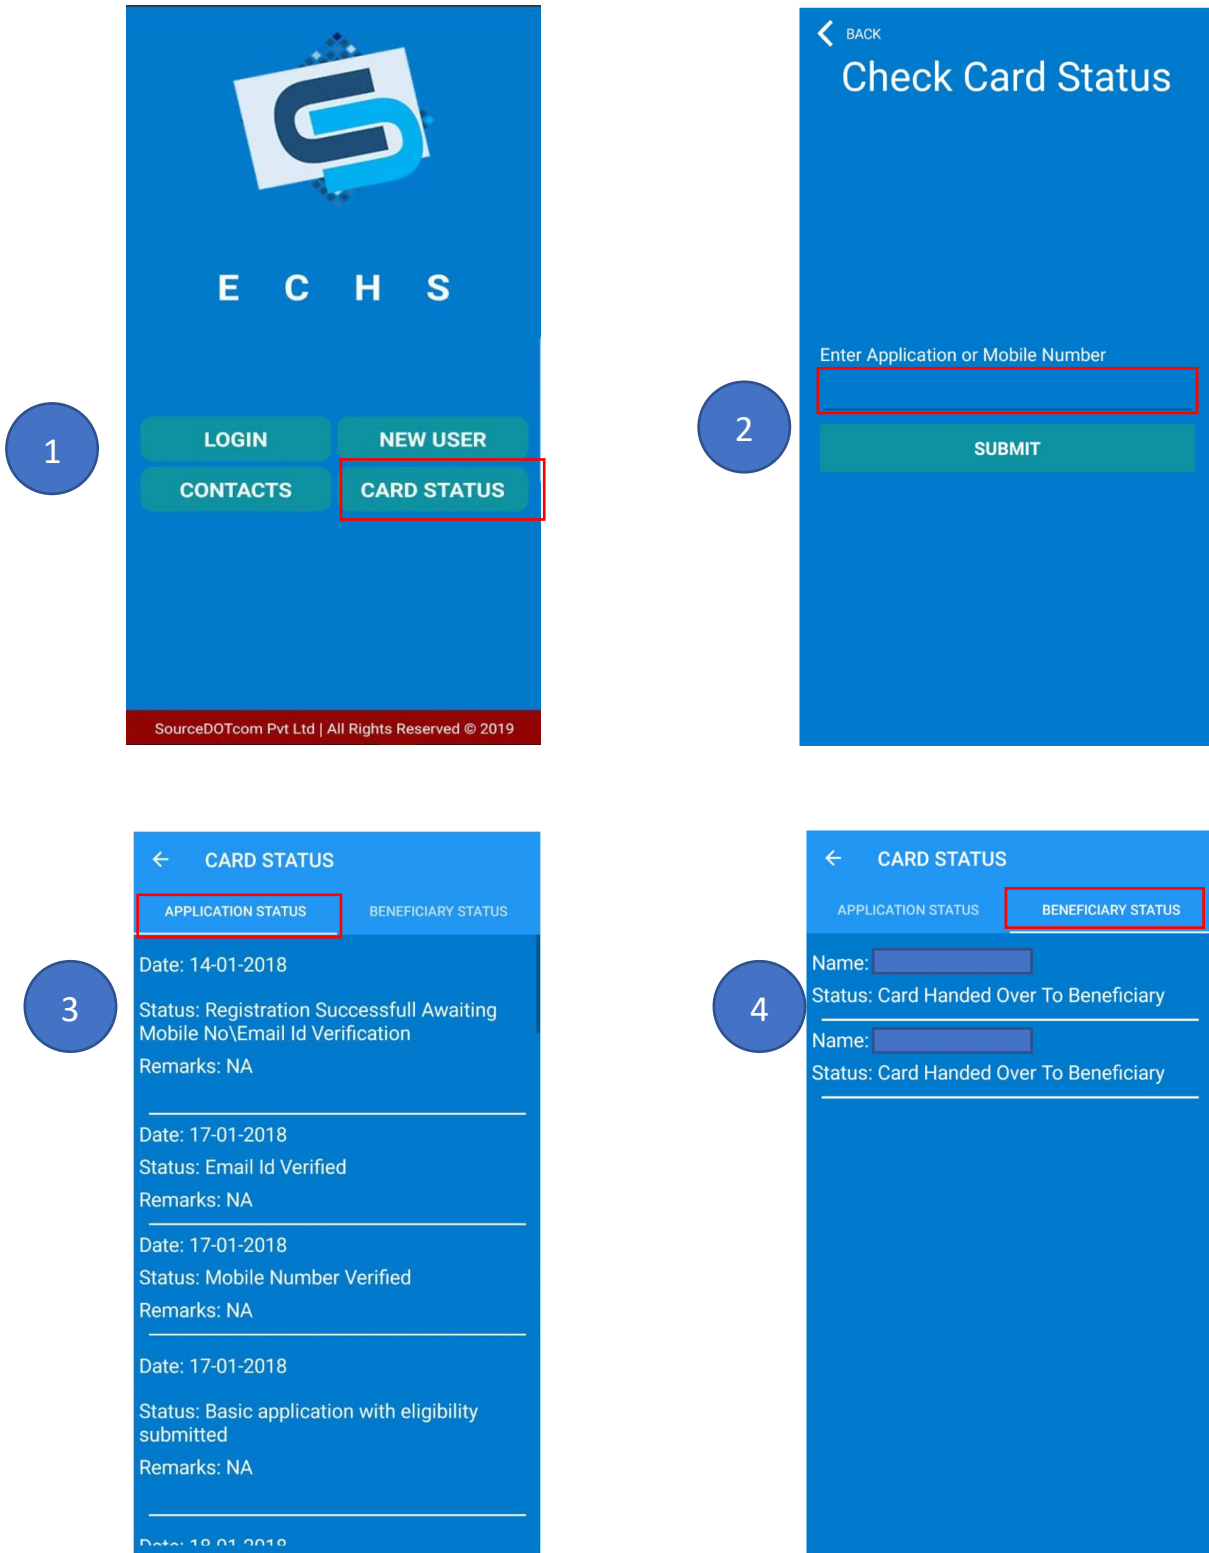 E C H S
1
LOGIN
NEW USER
CONTACTS
CARD STATUS
SourceDOTcom Pvt Ltd | All Rights Reserved © 2019
BACK
Check Card Status
Enter Application or Mobile Number
2
SUBMIT
CARD STATUS
APPLICATION STATUS
BENEFICIARY STATUS
3
Date: 14-01-2018
Status: Registration Successfull Awaiting
Mobile No\Email Id Verification
Remarks: NA
Date: 17-01-2018
Status: Email Id Verified
Remarks: NA
Date: 17-01-2018
Status: Mobile Number Verified
Remarks: NA
Date: 17-01-2018
Status: Basic application with eligibility
submitted
Remarks: NA
Date: 18-01-2018
CARD STATUS
APPLICATION STATUS
BENEFICIARY STATUS
4
Name:
Status: Card Handed Over To Beneficiary
Name:
Status: Card Handed Over To Beneficiary